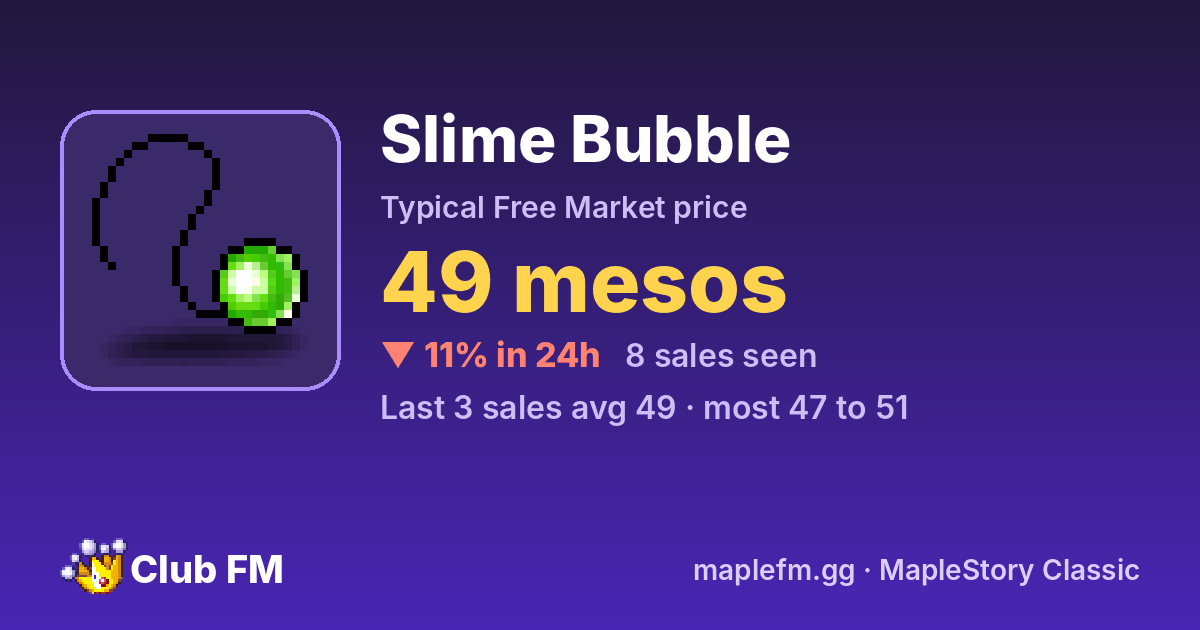 Slime Bubble
Typical Free Market price
49 mesos
▼ 11% in 24h 8 sales seen
Last 3 sales avg 49 · most 47 to 51
Club FM
maplefm.gg · MapleStory Classic